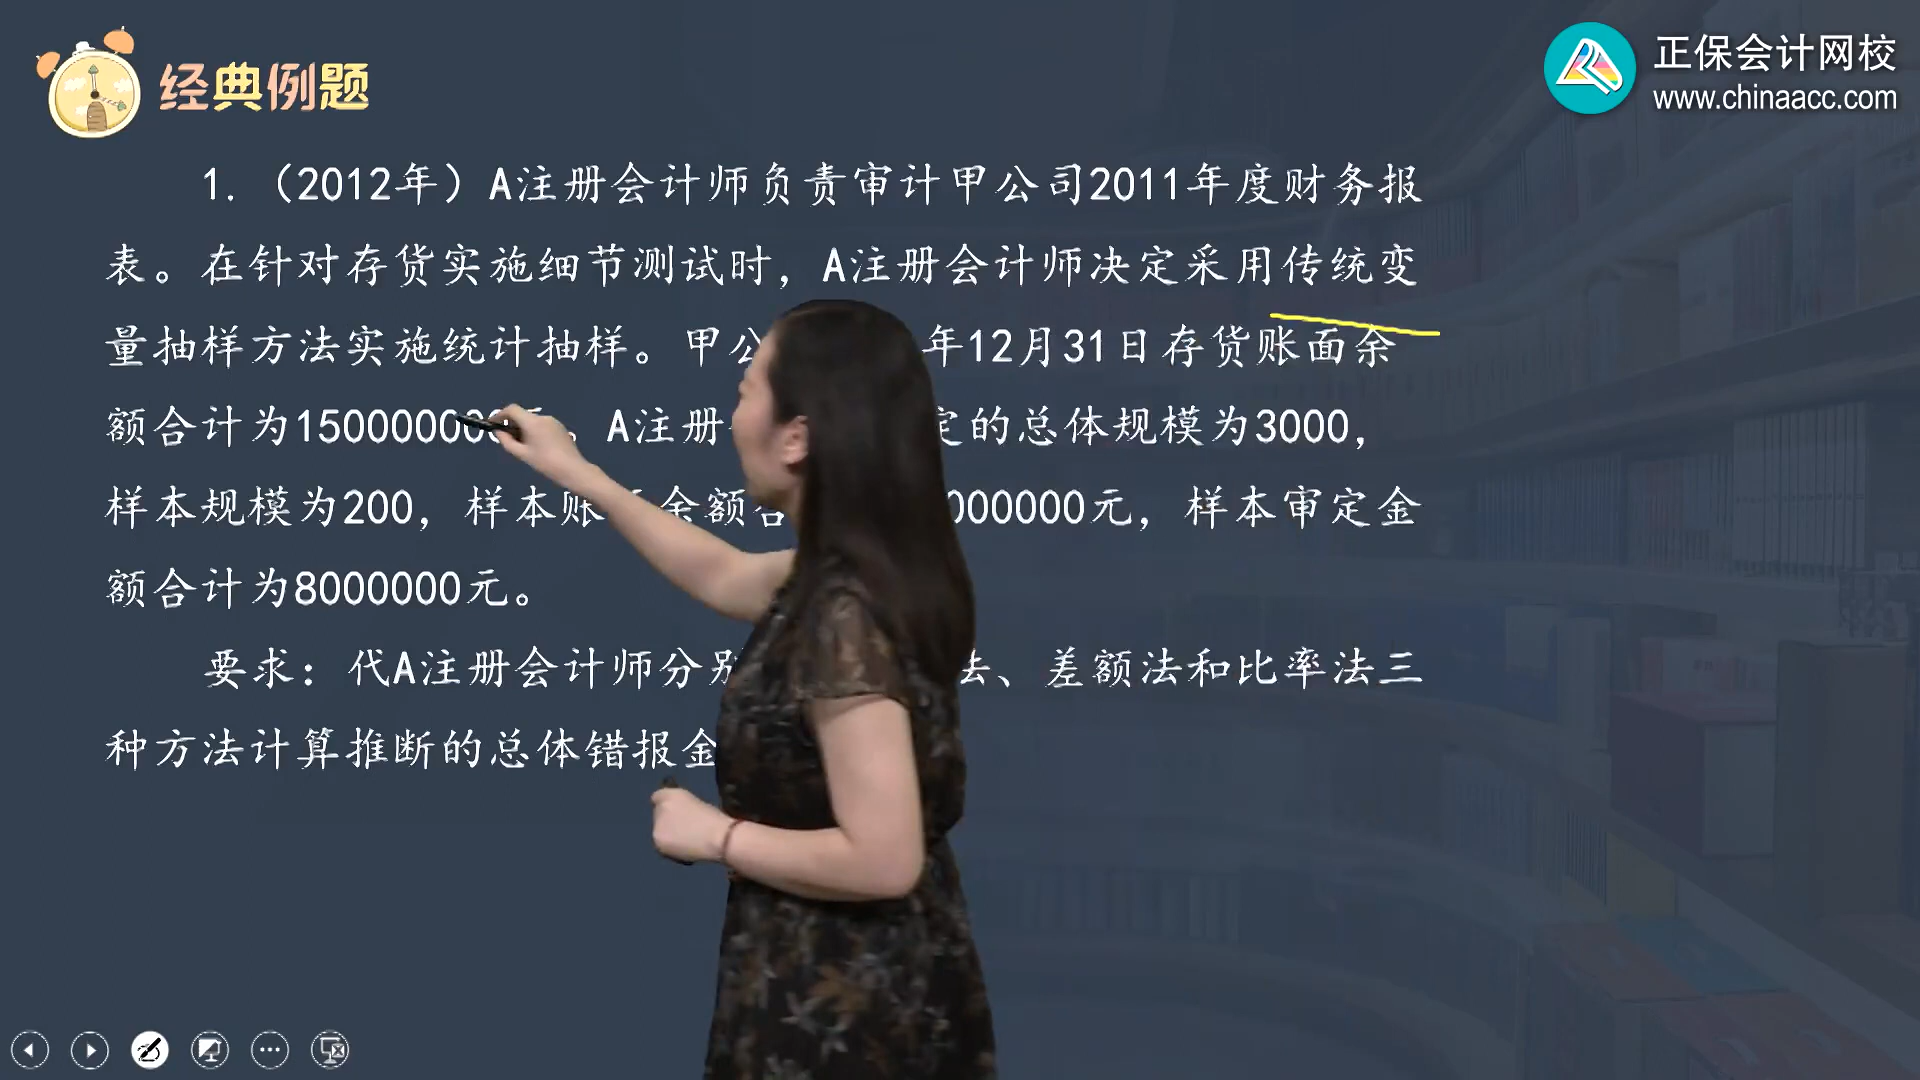 经典例题
正保会计网校
www.chinaacc.com
1.（2012年）A注册会计师负责审计甲公司2011年度财务报
表。在针对存货实施细节测试时，A注册会计师决定采用传统变
量抽样方法实施统计抽样。甲公 年12月31日存货账面余
额合计为150000000 。A注册 的总体规模为3000，
样本规模为200，样本账 余额 000000元，样本审定金
额合计为8000000元。
要求：代A注册会计师分别 法、差额法和比率法三
种方法计算推断的总体错报金